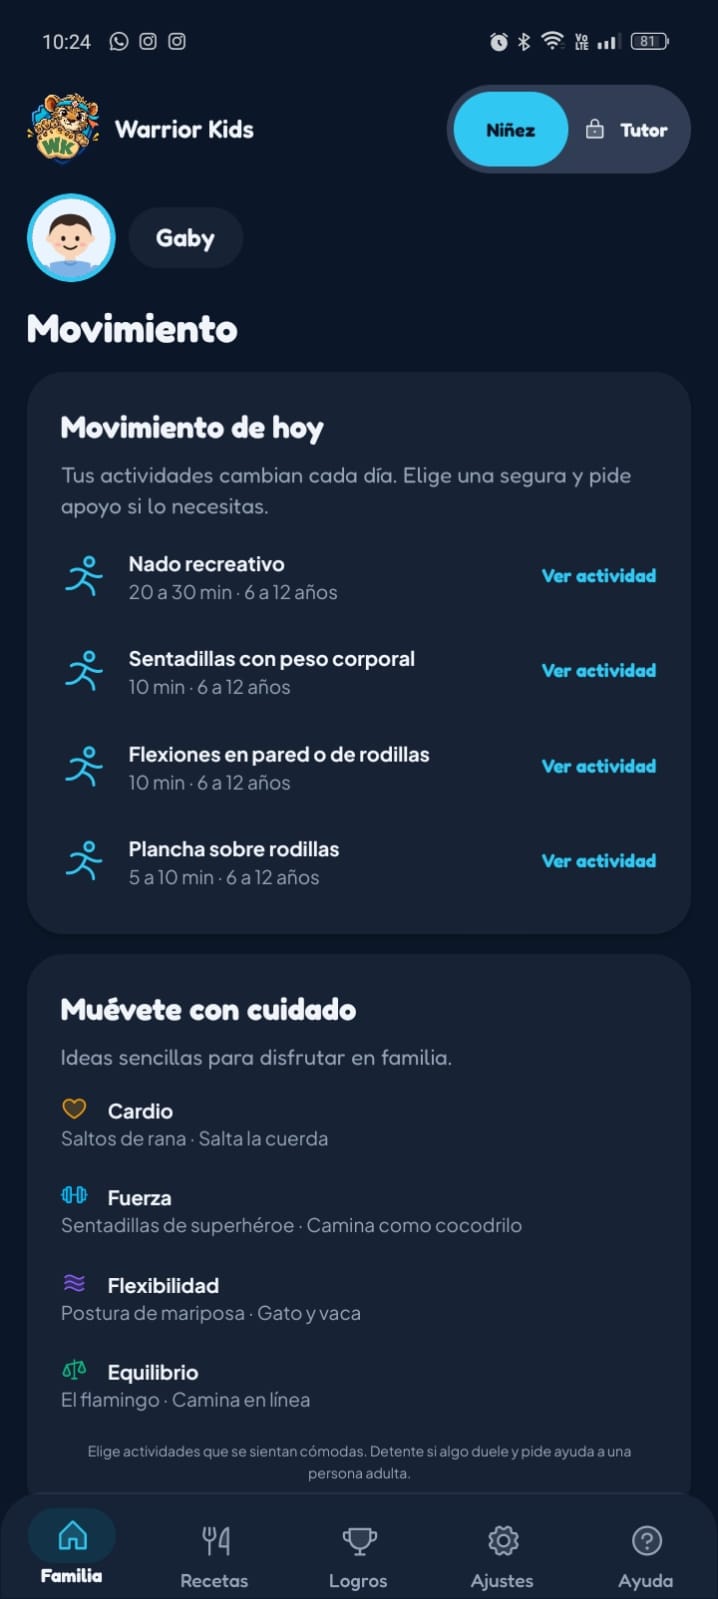 10:24
VO LTE
81
WK
Warrior Kids
Niñez
Tutor
Gaby
Movimiento
Movimiento de hoy
Tus actividades cambian cada día. Elige una segura y pide
apoyo si lo necesitas.
Nado recreativo
20 a 30 min · 6 a 12 años
Ver actividad
Sentadillas con peso corporal
10 min · 6 a 12 años
Ver actividad
Flexiones en pared o de rodillas
10 min · 6 a 12 años
Ver actividad
Plancha sobre rodillas
5 a 10 min · 6 a 12 años
Ver actividad
Muévete con cuidado
Ideas sencillas para disfrutar en familia.
Cardio
Saltos de rana · Salta la cuerda
Fuerza
Sentadillas de superhéroe · Camina como cocodrilo
Flexibilidad
Postura de mariposa · Gato y vaca
Equilibrio
El flamingo · Camina en línea
Elige actividades que se sientan cómodas. Detente si algo duele y pide ayuda a una
persona adulta.
Familia
Recetas
Logros
Ajustes
Ayuda